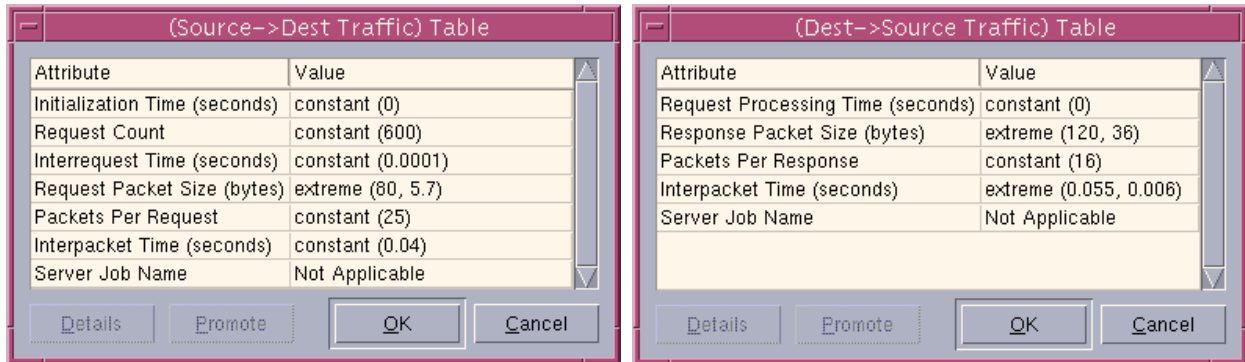 (Source->Dest Traffic) Table
Attribute Value
Initialization Time (seconds) constant (0)
Request Count constant (600)
Interrequest Time (seconds) constant (0.0001)
Request Packet Size (bytes) extreme (80, 5.7)
Packets Per Request constant (25)
Interpacket Time (seconds) constant (0.04)
Server Job Name Not Applicable
Details Promote OK Cancel
(Dest->Source Traffic) Table
Attribute Value
Request Processing Time (seconds) constant (0)
Response Packet Size (bytes) extreme (120, 36)
Packets Per Response constant (16)
Interpacket Time (seconds) extreme (0.055, 0.006)
Server Job Name Not Applicable
Details Promote OK Cancel